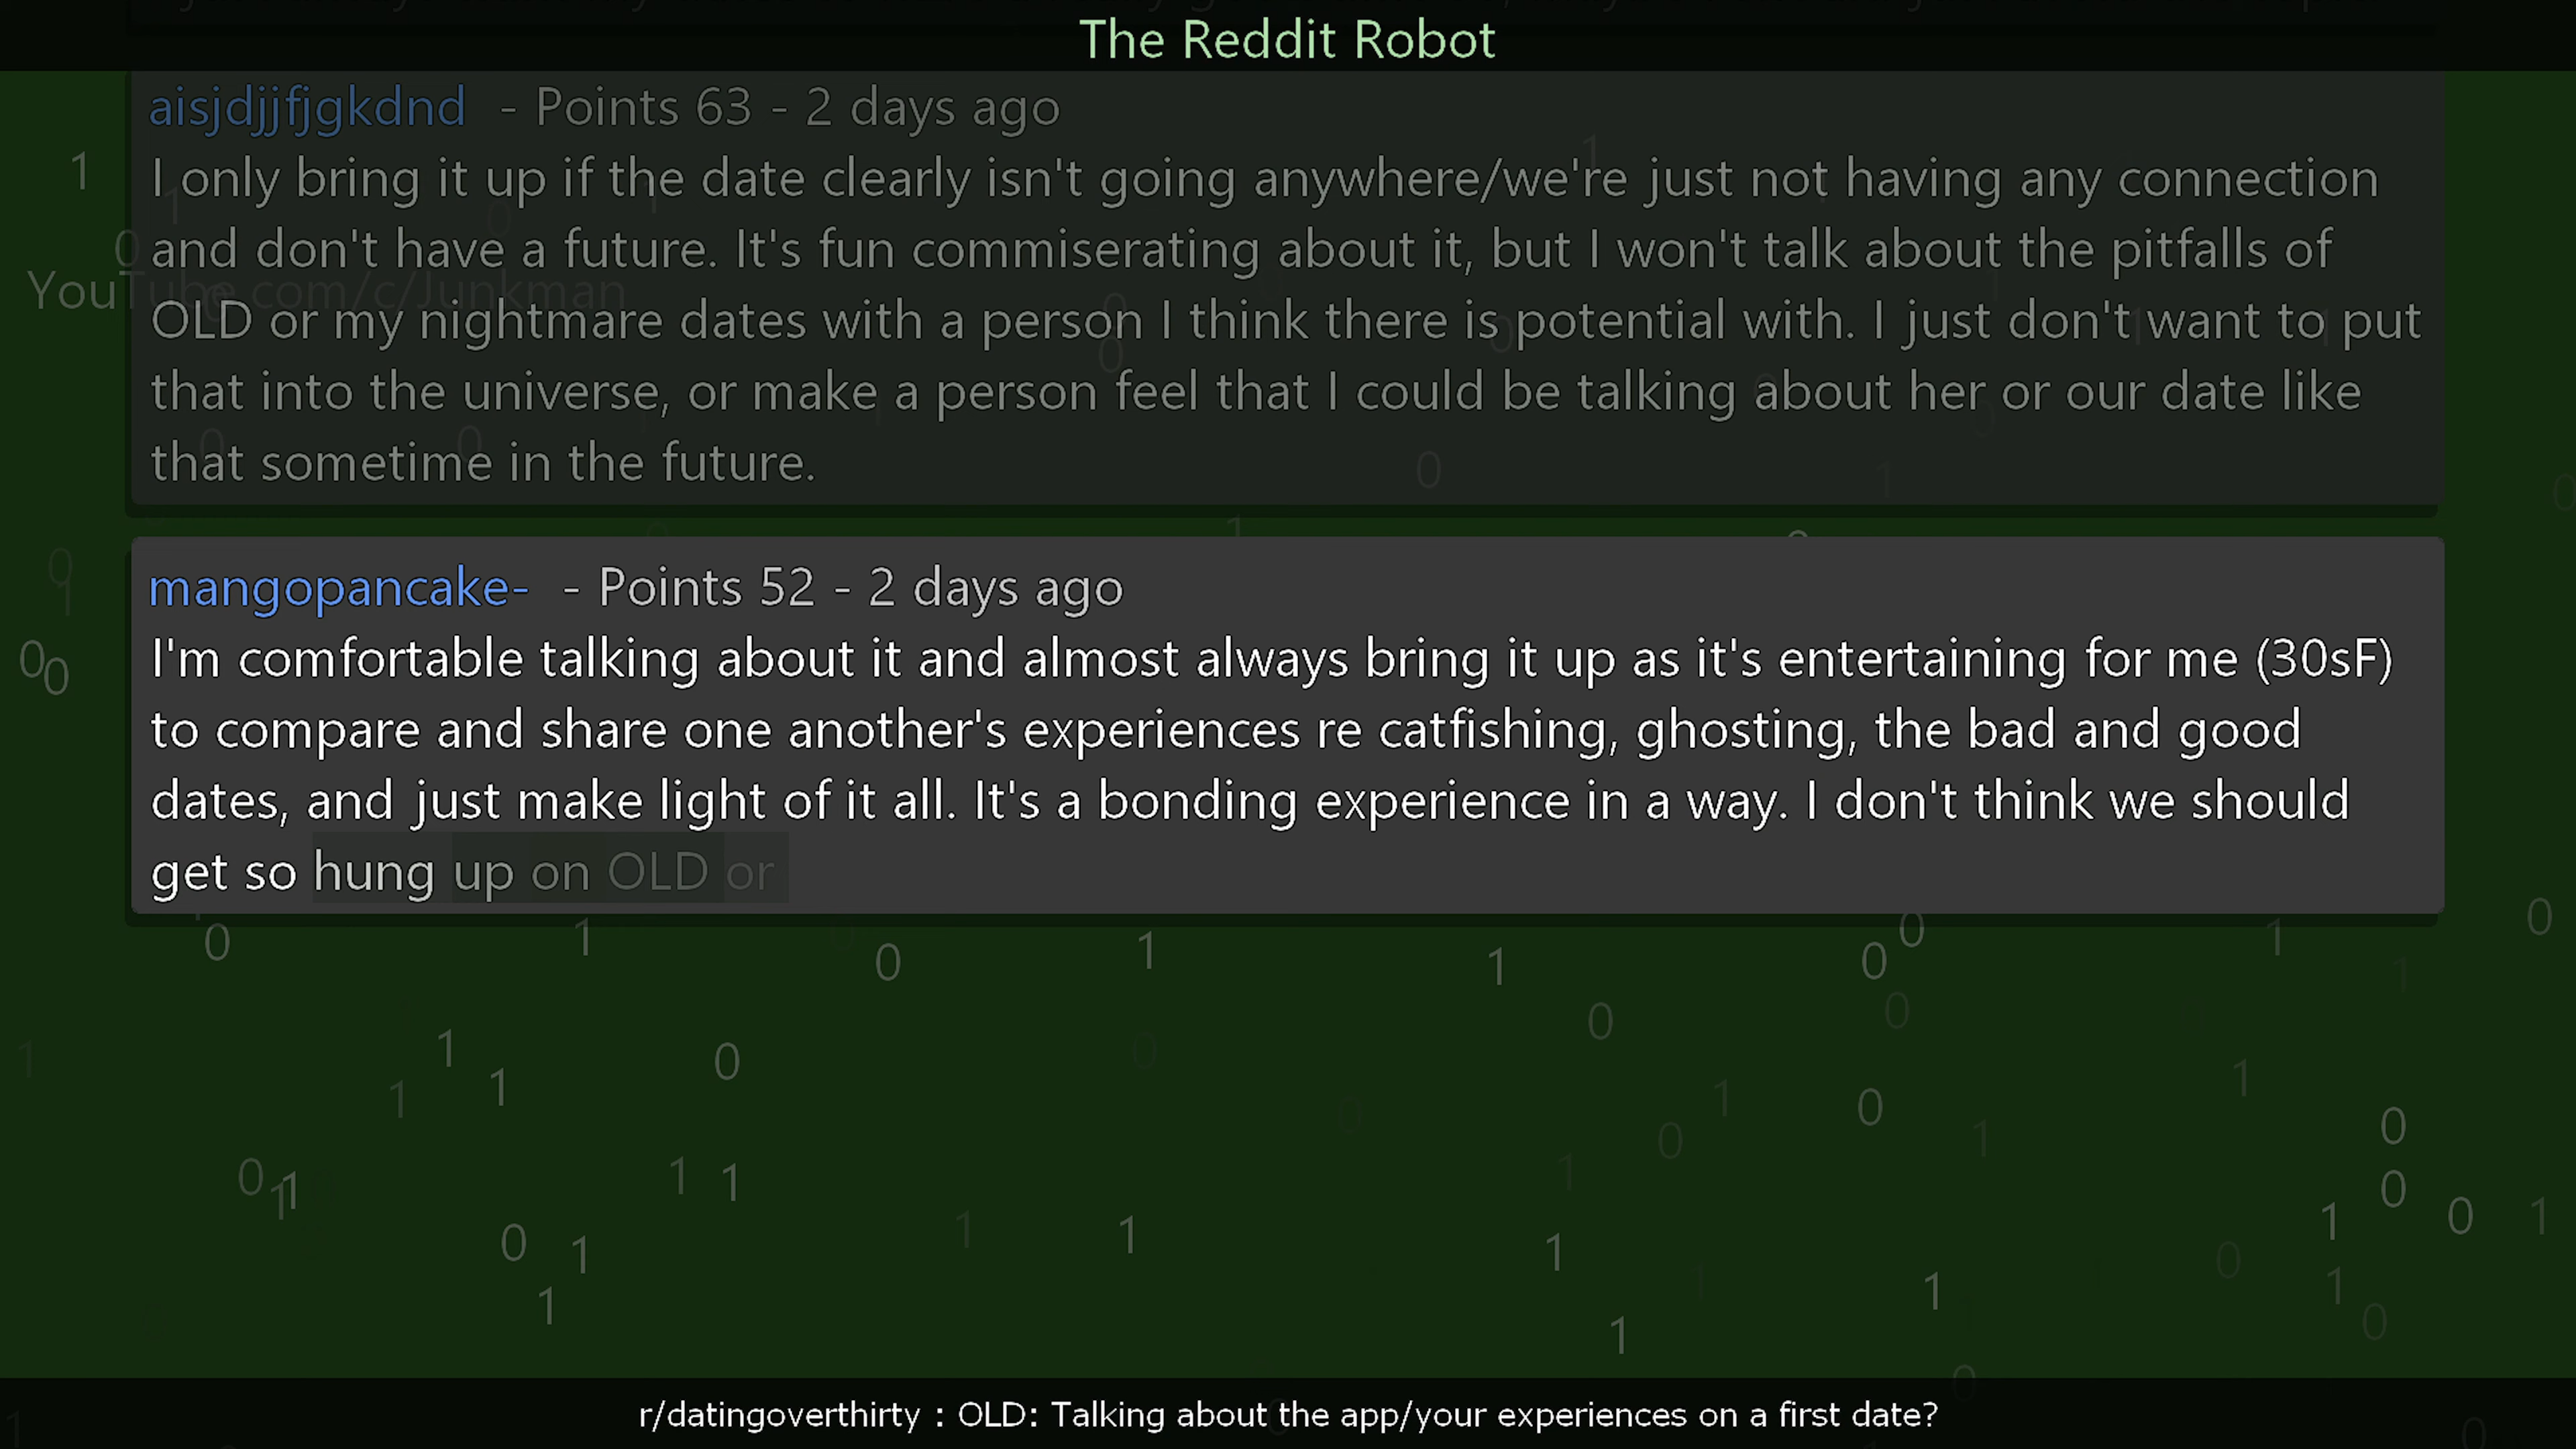 The Reddit Robot
aisjdjjfjgkdnd - Points 63 - 2 days ago
I only bring it up if the date clearly isn't going anywhere/we're just not having any connection
and don't have a future. It's fun commiserating about it, but I won't talk about the pitfalls of
YouTube.com/c/Junkman
OLD or my nightmare dates with a person I think there is potential with. I just don't want to put
that into the universe, or make a person feel that I could be talking about her or our date like
that sometime in the future.
mangopancake- - Points 52 - 2 days ago
I'm comfortable talking about it and almost always bring it up as it's entertaining for me (30sF)
to compare and share one another's experiences re catfishing, ghosting, the bad and good
dates, and just make light of it all. It's a bonding experience in a way. I don't think we should
get so hung up on OLD or
r/datingoverthirty : OLD: Talking about the app/your experiences on a first date?